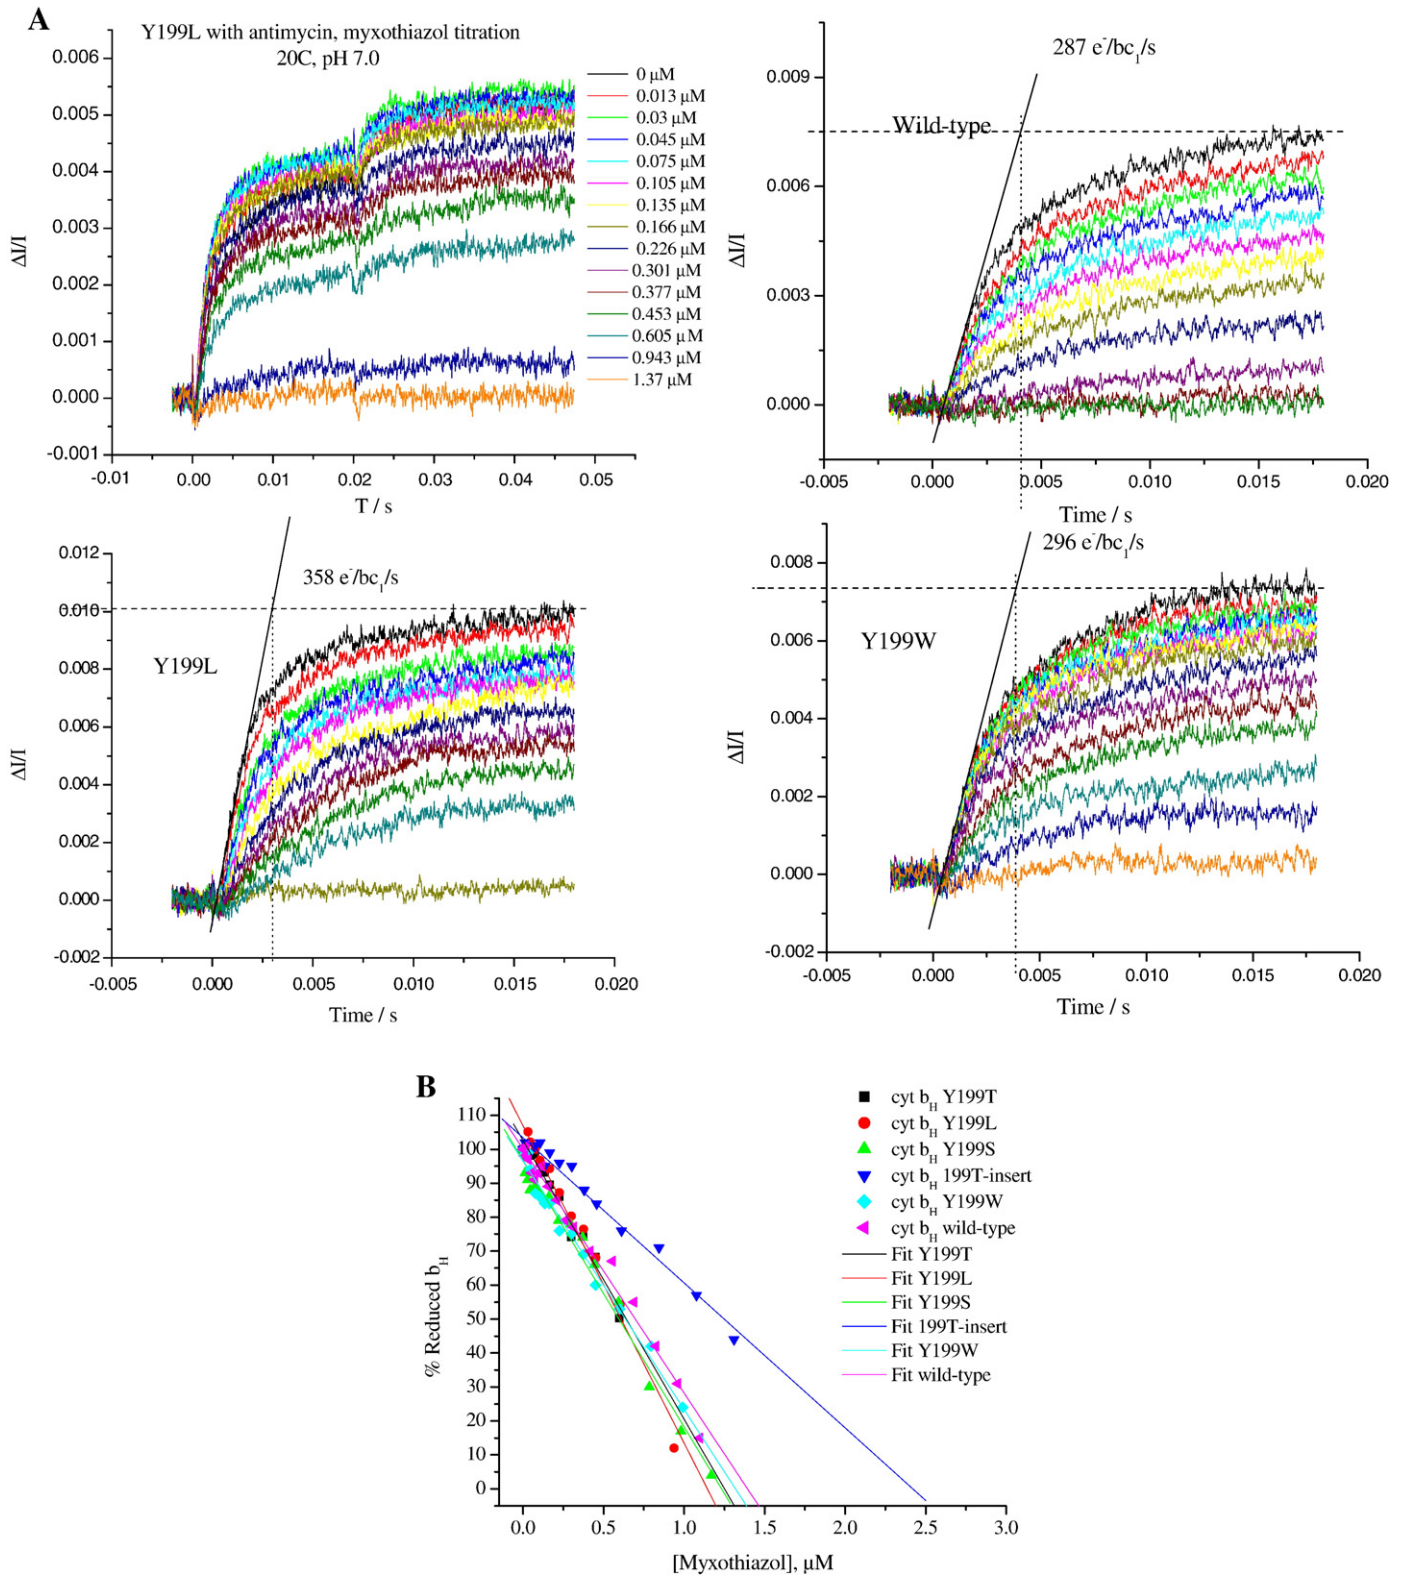 A
Y199L with antimycin, myxothiazol titration
20C, pH 7.0
0.006
0.005
0.004
0.003
0.002
0.001
0.000
-0.001
ΔI/I
-0.01
0.00
0.01
0.02
0.03
0.04
0.05
T / s
0 μM
0.013 μM
0.03 μM
0.045 μM
0.075 μM
0.105 μM
0.135 μM
0.166 μM
0.226 μM
0.301 μM
0.377 μM
0.453 μM
0.605 μM
0.943 μM
1.37 μM
287 e⁻/bc₁/s
Wild-type
0.009
0.006
0.003
0.000
ΔI/I
-0.005
0.000
0.005
0.010
0.015
0.020
Time / s
358 e⁻/bc₁/s
Y199L
0.012
0.010
0.008
0.006
0.004
0.002
0.000
-0.002
ΔI/I
-0.005
0.000
0.005
0.010
0.015
0.020
Time / s
296 e⁻/bc₁/s
Y199W
0.008
0.006
0.004
0.002
0.000
-0.002
ΔI/I
-0.005
0.000
0.005
0.010
0.015
0.020
Time / s
B
110
100
90
80
70
60
50
40
30
20
10
0
% Reduced b_H
0.0
0.5
1.0
1.5
2.0
2.5
3.0
[Myxothiazol], μM
cyt b_H Y199T
cyt b_H Y199L
cyt b_H Y199S
cyt b_H 199T-insert
cyt b_H Y199W
cyt b_H wild-type
Fit Y199T
Fit Y199L
Fit Y199S
Fit 199T-insert
Fit Y199W
Fit wild-type